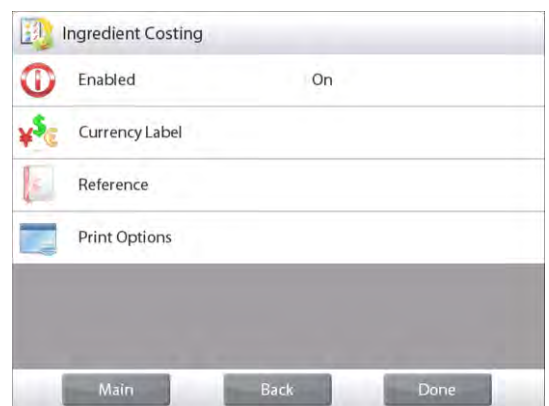 Ingredient Costing
Enabled On
Currency Label
Reference
Print Options
Main Back Done